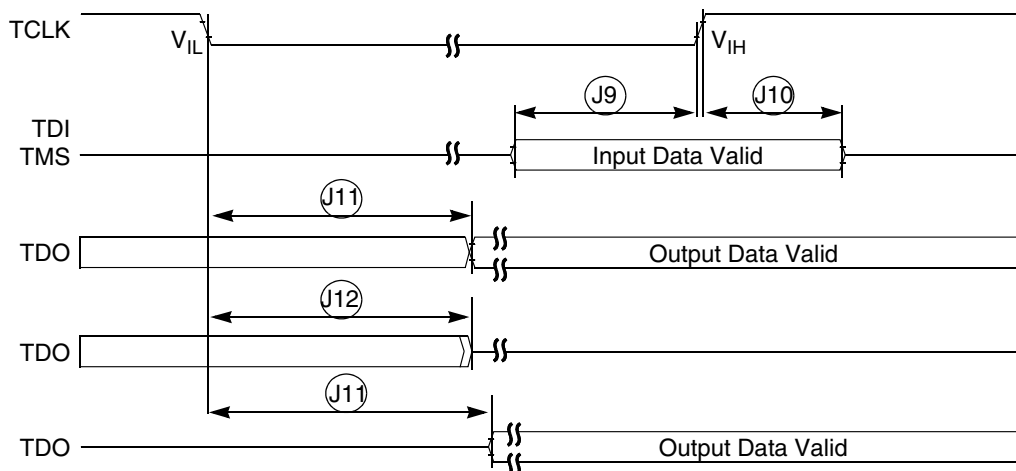 TCLK
VIL
VIH
J9
J10
TDI
TMS
Input Data Valid
J11
TDO
Output Data Valid
J12
TDO
J11
TDO
Output Data Valid